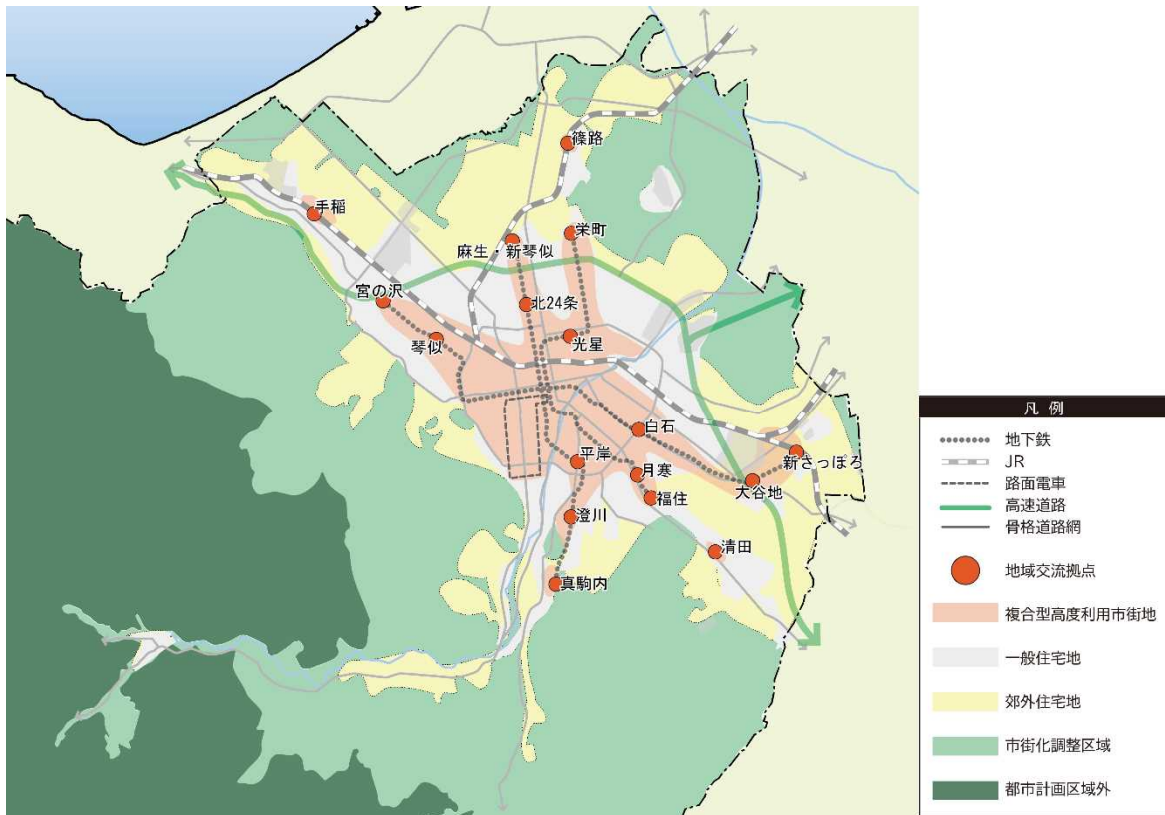 篠路
手稲
栄町
麻生・新琴似
宮の沢
北24条
琴似
光星
白石
平岸
月寒
新さっぽろ
大谷地
福住
澄川
清田
真駒内
凡例
地下鉄
JR
路面電車
高速道路
骨格道路網
地域交流拠点
複合型高度利用市街地
一般住宅地
郊外住宅地
市街化調整区域
都市計画区域外